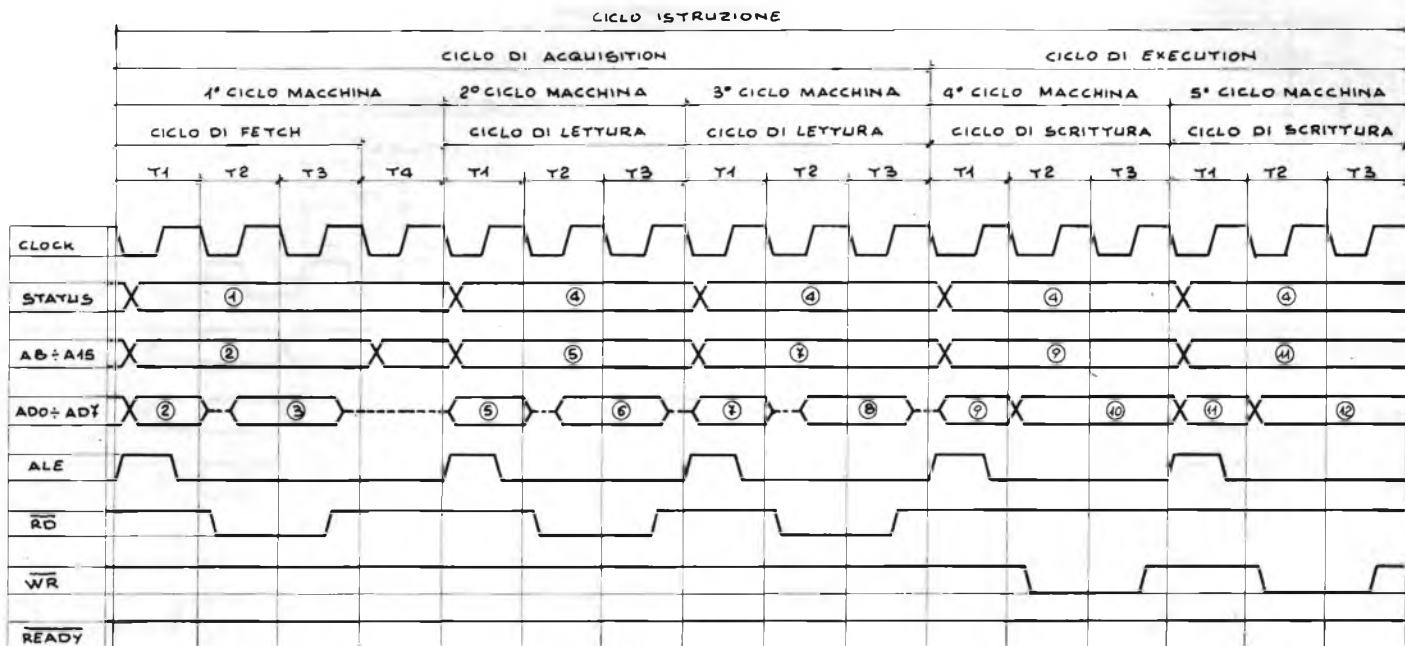 CICLO ISTRUZIONE
CICLO DI ACQUISITION CICLO DI EXECUTION
1° CICLO MACCHINA 2° CICLO MACCHINA 3° CICLO MACCHINA 4° CICLO MACCHINA 5° CICLO MACCHINA
CICLO DI FETCH CICLO DI LETTURA CICLO DI LETTURA CICLO DI SCRITTURA CICLO DI SCRITTURA
T1 T2 T3 T4 T1 T2 T3 T1 T2 T3 T1 T2 T3 T1 T2 T3
CLOCK
STATUS ① ④ ④ ④ ④
A8÷A15 ② ⑤ ⑦ ⑨ ⑪
AD0÷AD7 ② ③ ⑤ ⑥ ⑦ ⑧ ⑨ ⑩ ⑪ ⑫
ALE
R̅D̅
W̅R̅
R̅E̅A̅D̅Y̅